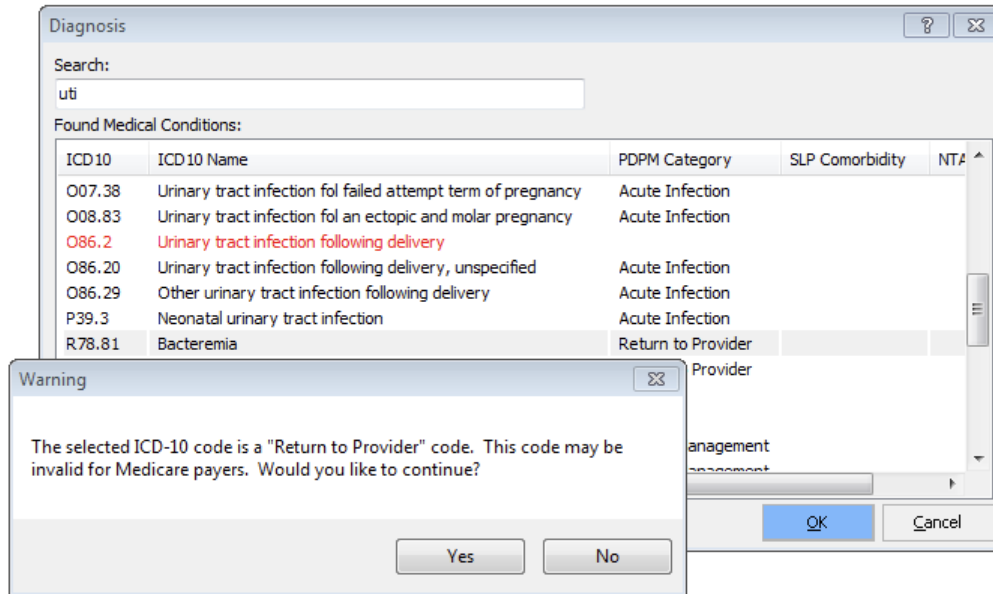 Diagnosis
Search:
uti
Found Medical Conditions:
ICD10 ICD10 Name PDPM Category SLP Comorbidity NTA
O07.38 Urinary tract infection fol failed attempt term of pregnancy Acute Infection
O08.83 Urinary tract infection fol an ectopic and molar pregnancy Acute Infection
O86.2 Urinary tract infection following delivery
O86.20 Urinary tract infection following delivery, unspecified Acute Infection
O86.29 Other urinary tract infection following delivery Acute Infection
P39.3 Neonatal urinary tract infection Acute Infection
R78.81 Bacteremia Return to Provider
Provider
anagement
OK Cancel
Warning
The selected ICD-10 code is a "Return to Provider" code. This code may be
invalid for Medicare payers. Would you like to continue?
Yes No